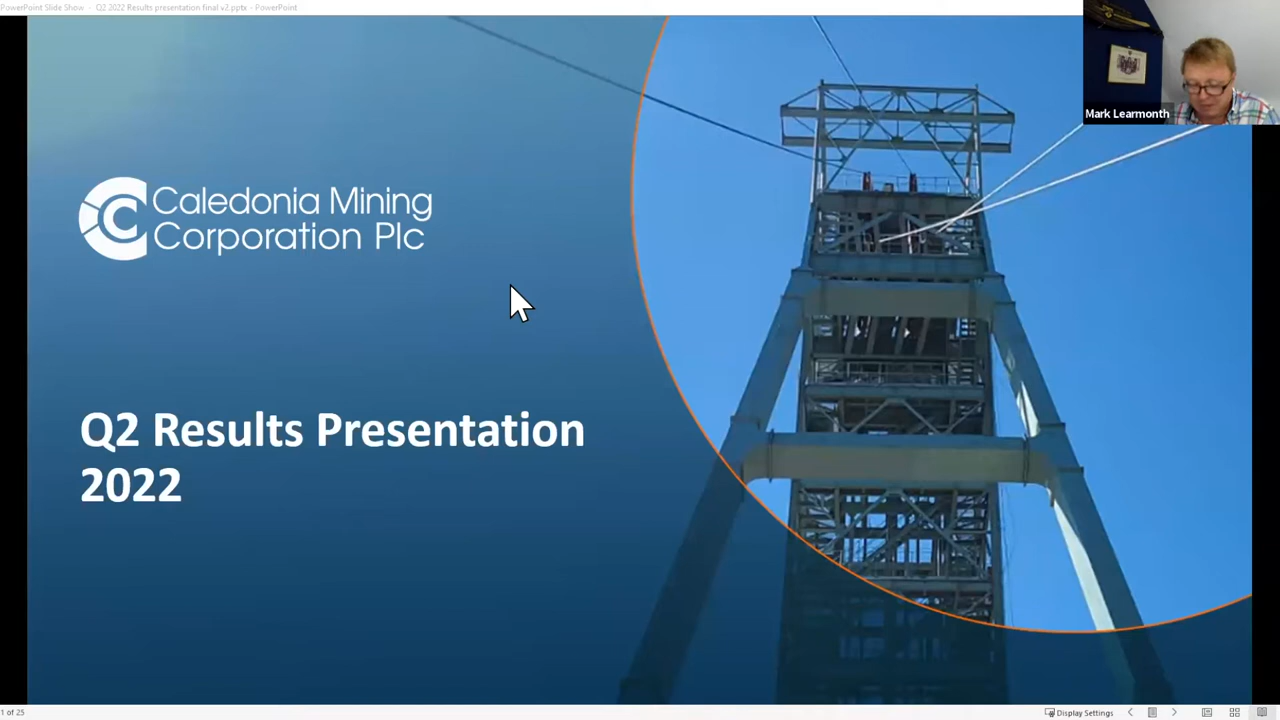 PowerPoint Slide Show - Q2 2022 Results presentation final v2.pptx - PowerPoint
Mark Learmonth
Caledonia Mining
Corporation Plc
Q2 Results Presentation
2022
1 of 25
Display Settings